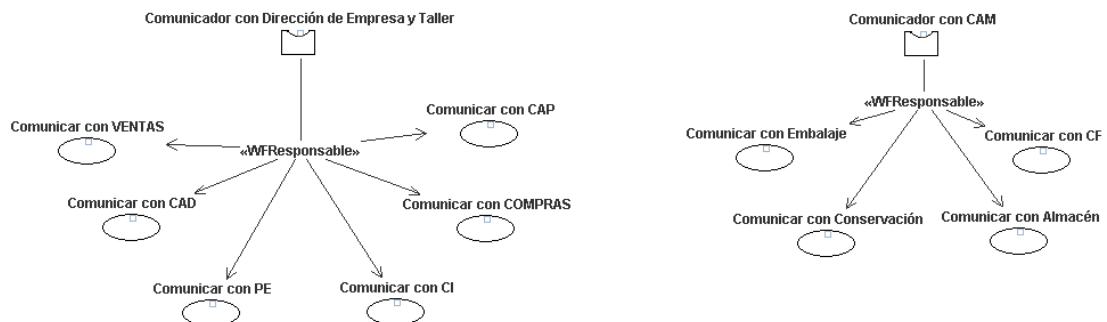 Comunicador con Dirección de Empresa y Taller
Comunicar con CAP
Comunicar con VENTAS
«WFResponsable»
Comunicar con CAD
Comunicar con COMPRAS
Comunicar con PE
Comunicar con CI
Comunicador con CAM
«WFResponsable»
Comunicar con Embalaje
Comunicar con CF
Comunicar con Conservación
Comunicar con Almacén